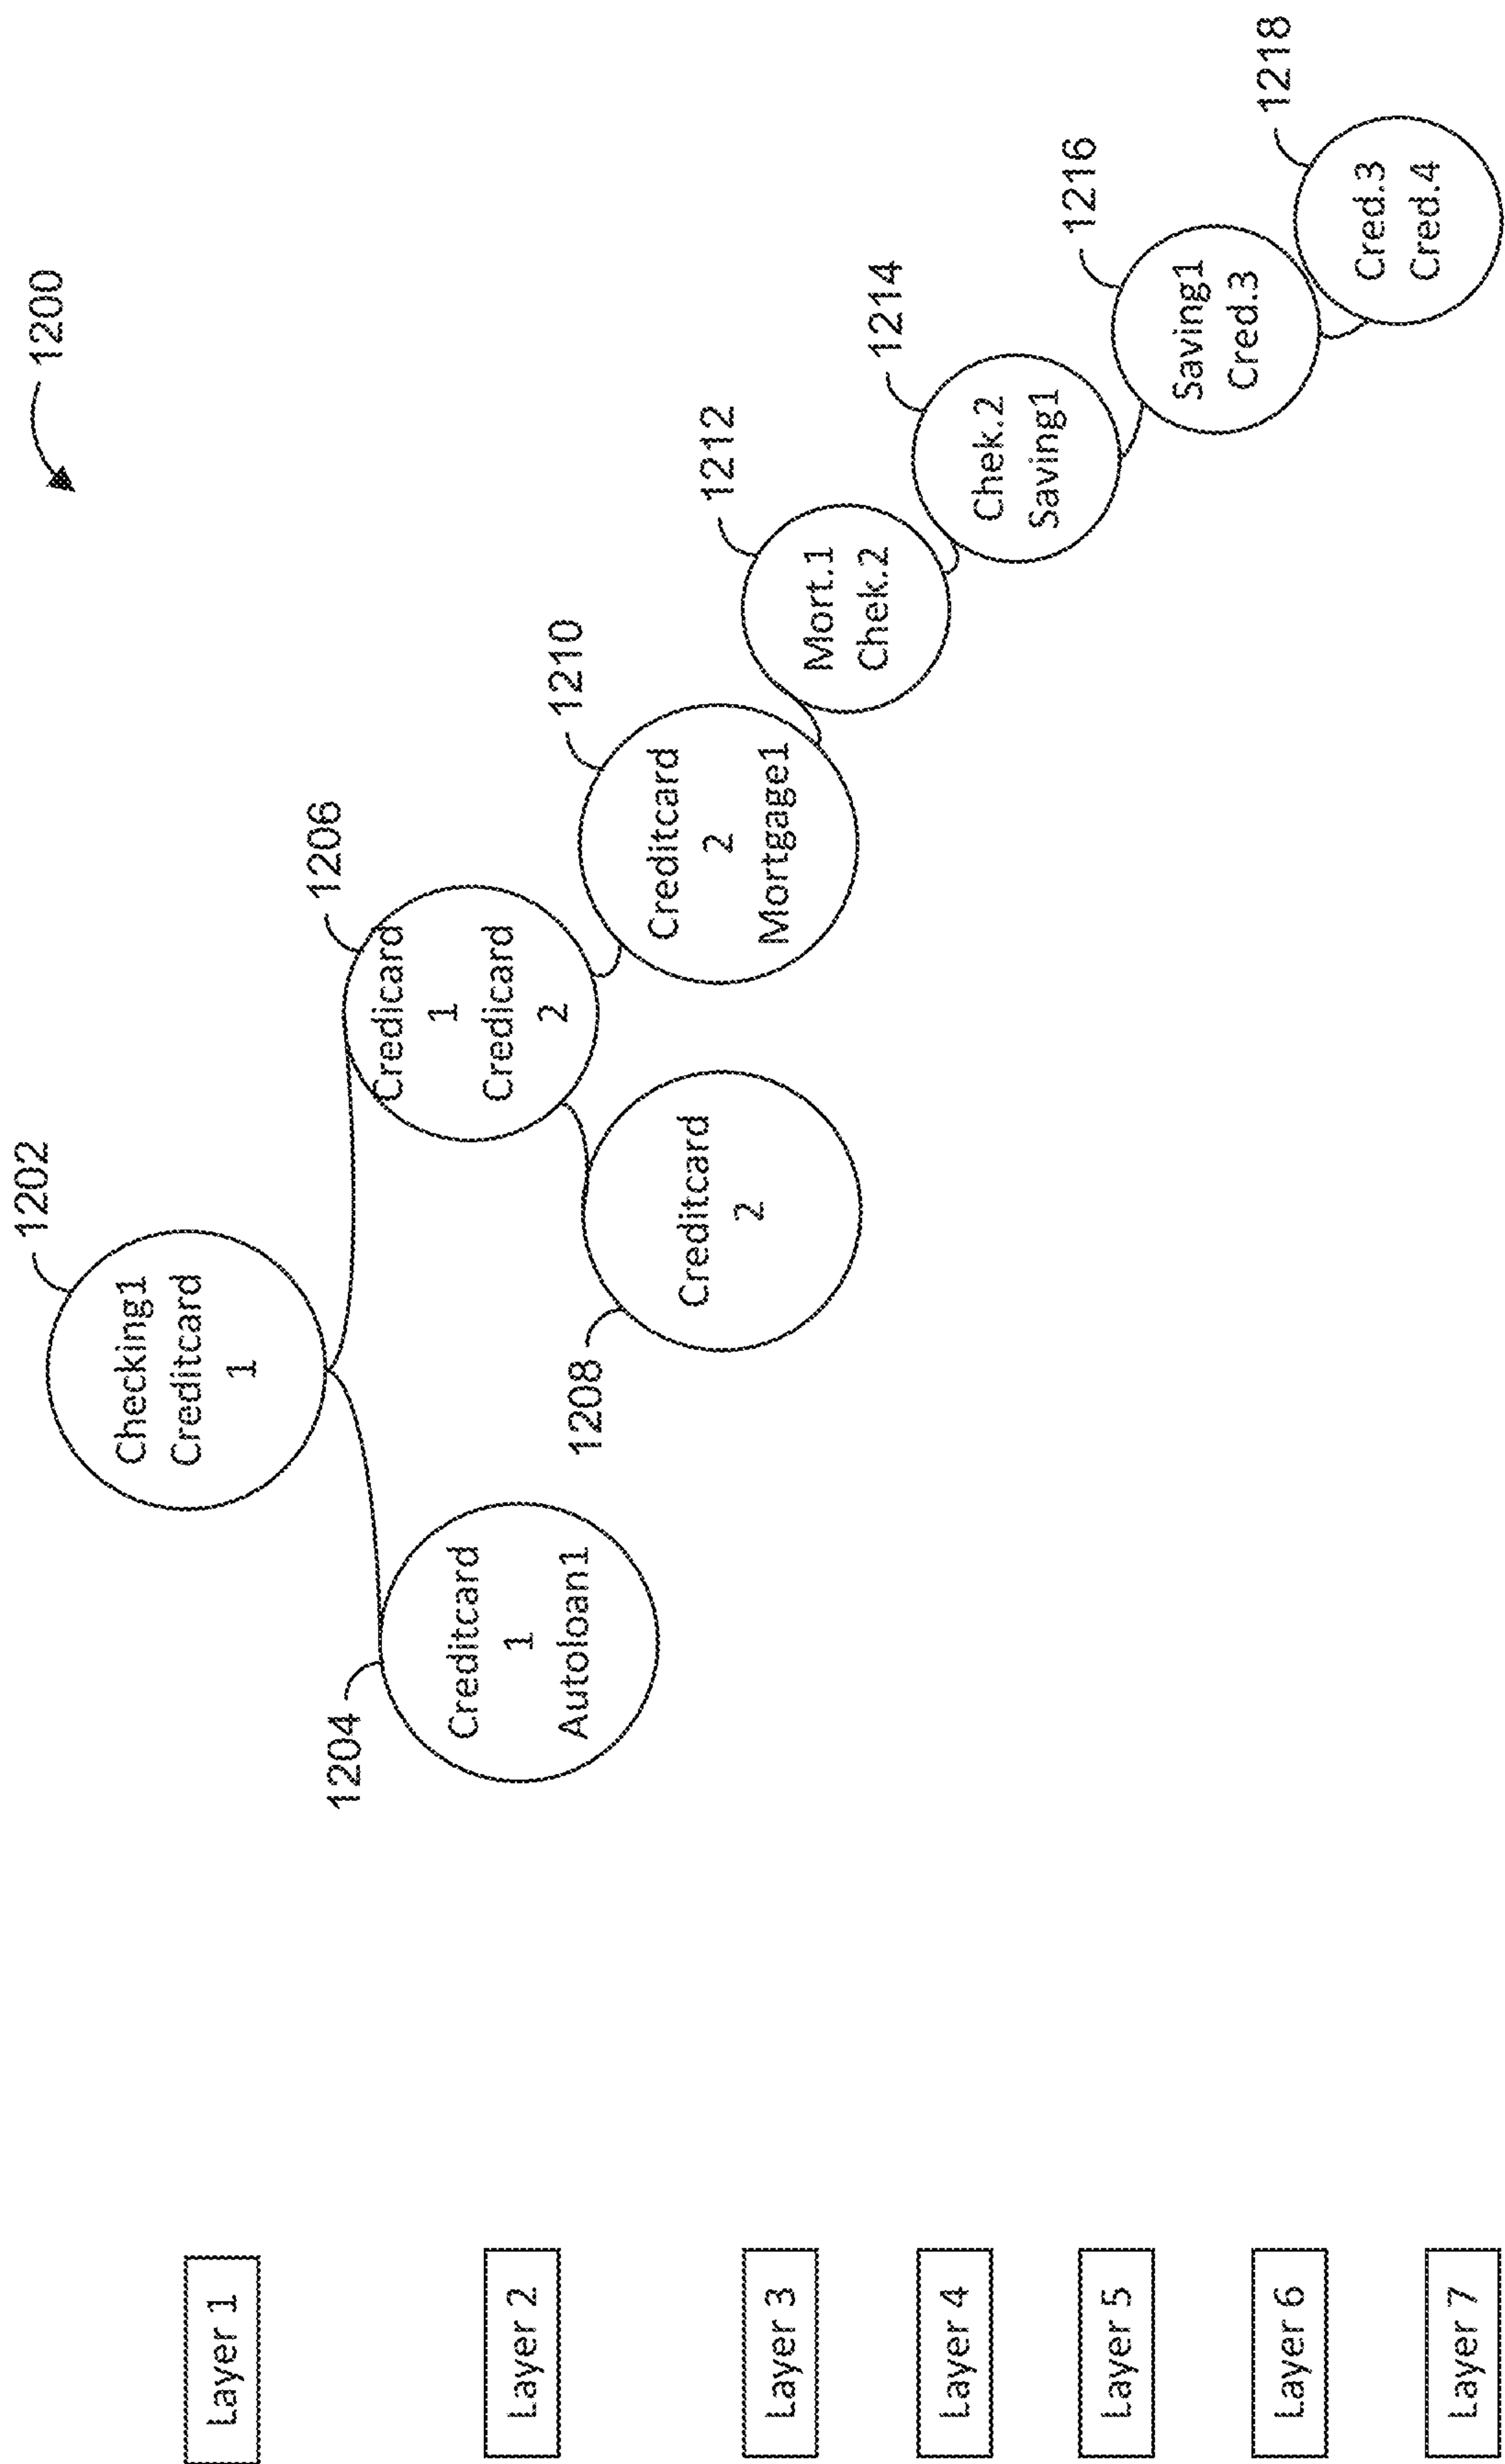 1200
Layer 1
1202
Checking1
Creditcard
1
Layer 2
1204
Creditcard
1
Autoloan1
1206
Credicard
1
Credicard
2
Layer 3
1208
Creditcard
2
1210
Creditcard
2
Mortgage1
Layer 4
1212
Mort.1
Chek.2
Layer 5
1214
Chek.2
Saving1
Layer 6
1216
Saving1
Cred.3
Layer 7
1218
Cred.3
Cred.4